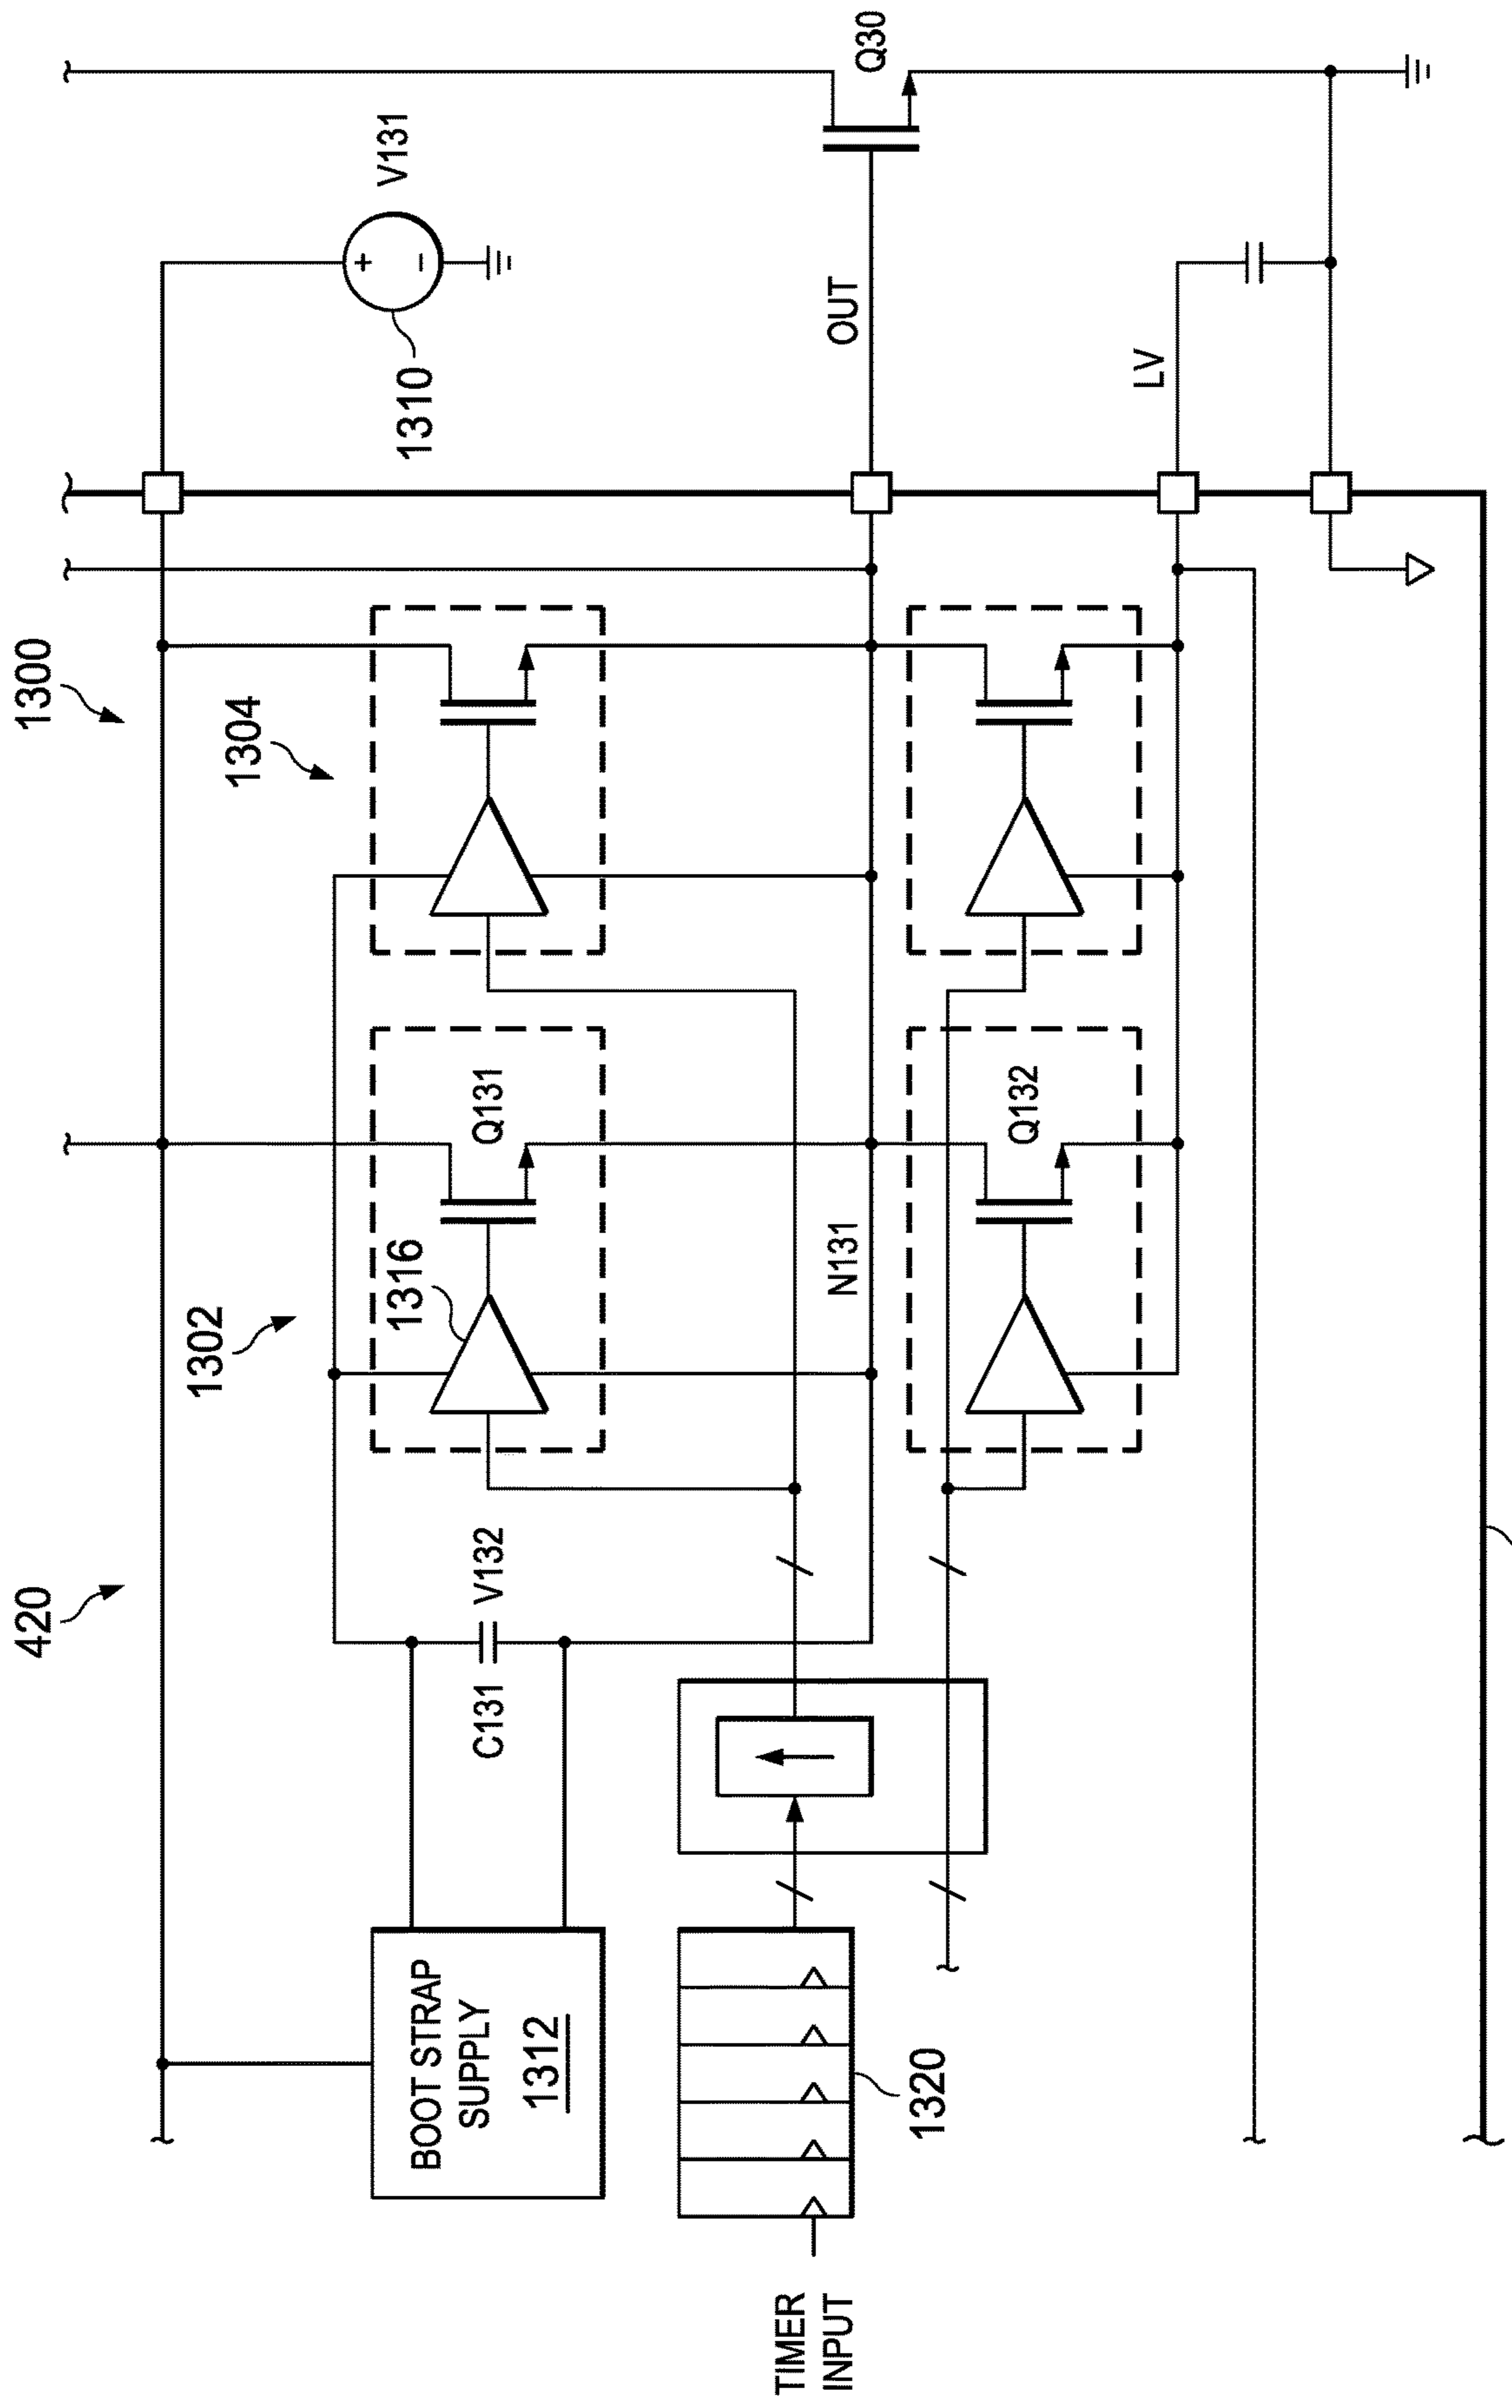 420
1300
1302
1304
1310
V131
BOOT STRAP
SUPPLY
1312
C131
V132
1316
Q131
TIMER
INPUT
1320
N131
OUT
Q30
Q132
LV